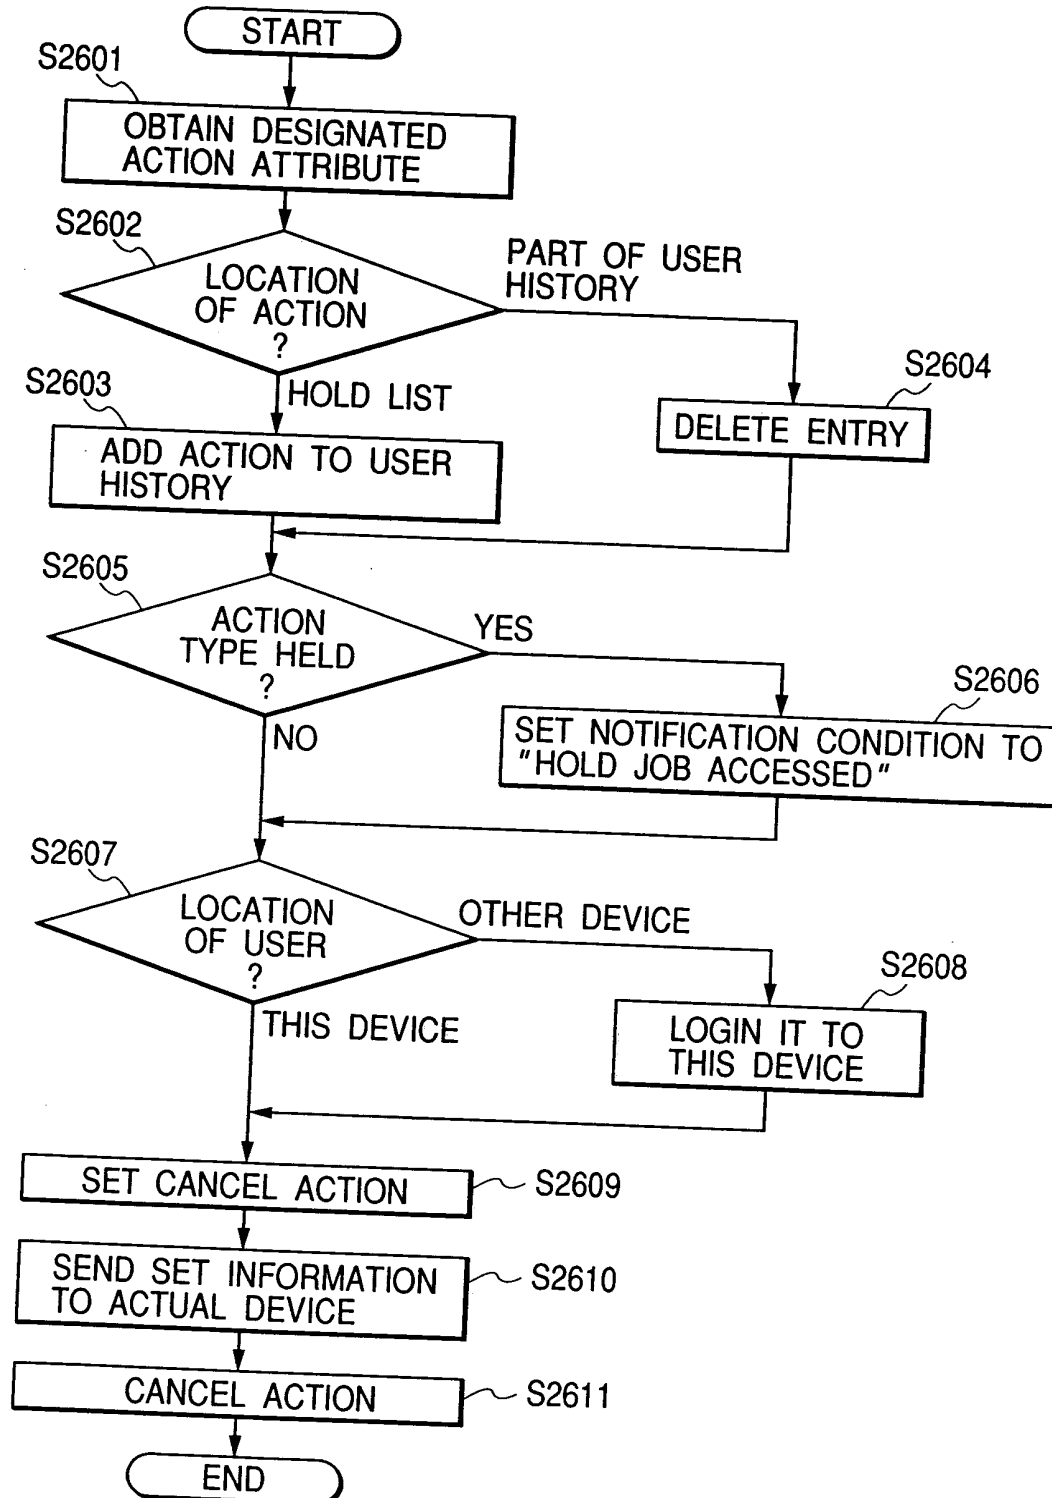 START
S2601
OBTAIN DESIGNATED
ACTION ATTRIBUTE
S2602
LOCATION
OF ACTION
?
PART OF USER
HISTORY
HOLD LIST
S2603
ADD ACTION TO USER
HISTORY
S2604
DELETE ENTRY
S2605
ACTION
TYPE HELD
?
YES
NO
S2606
SET NOTIFICATION CONDITION TO
"HOLD JOB ACCESSED"
S2607
LOCATION
OF USER
?
OTHER DEVICE
THIS DEVICE
S2608
LOGIN IT TO
THIS DEVICE
SET CANCEL ACTION
S2609
SEND SET INFORMATION
TO ACTUAL DEVICE
S2610
CANCEL ACTION
S2611
END